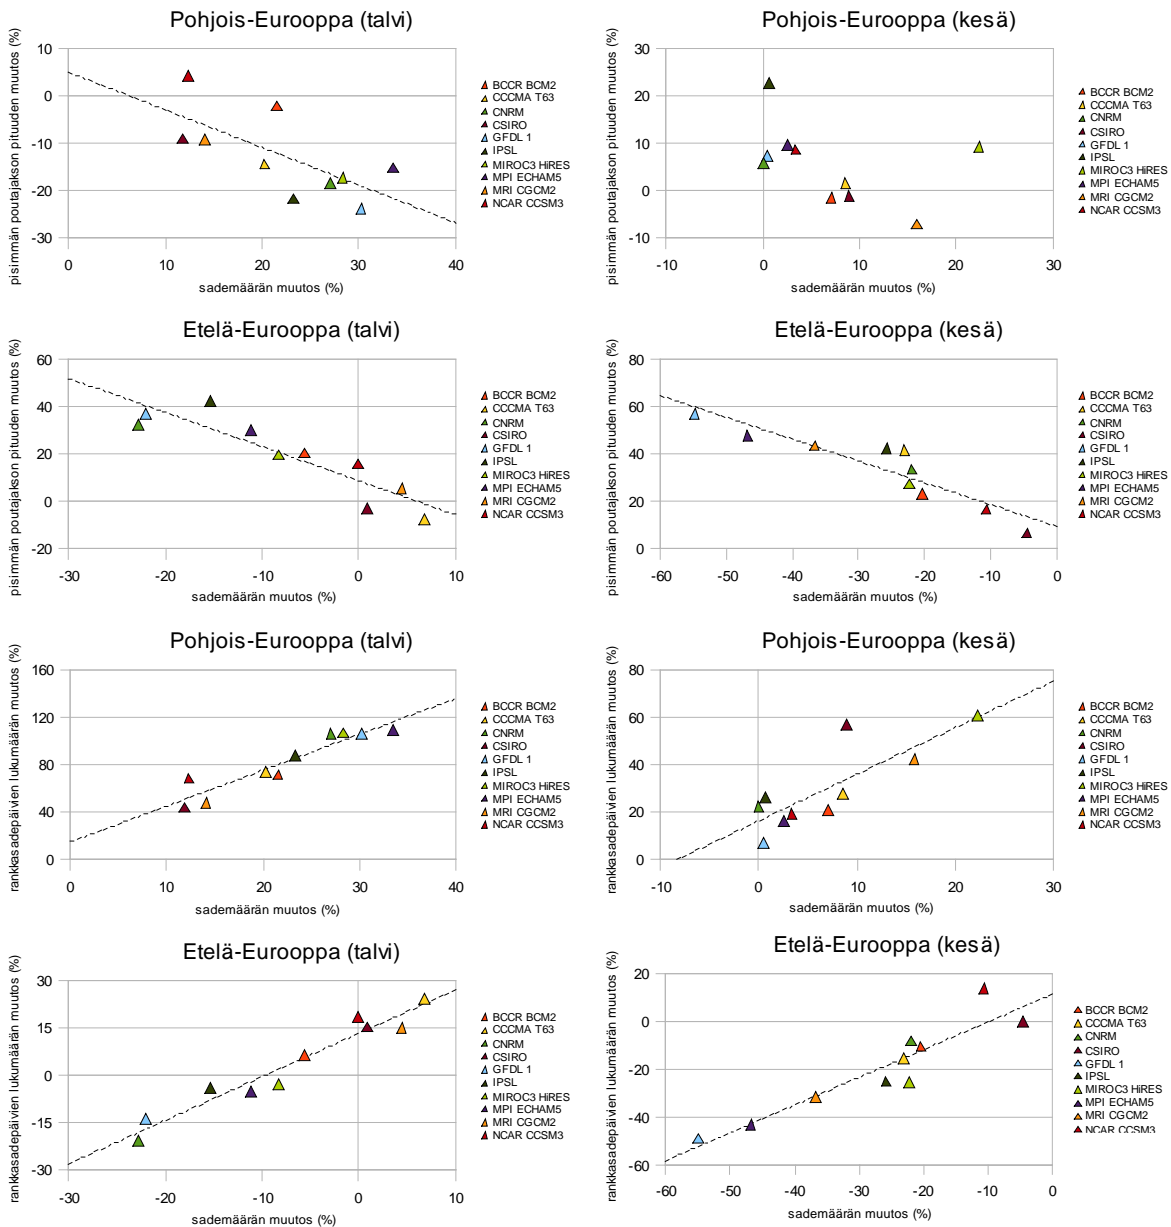 Pohjois-Eurooppa (talvi)
pisimmän poutajakson pituuden muutos (%)
10
0
-10
-20
-30
0 10 20 30 40
sademäärän muutos (%)
BCCR BCM2
CCCMA T63
CNRM
CSIRO
GFDL 1
IPSL
MIROC3 HiRES
MPI ECHAM5
MRI CGCM2
NCAR CCSM3
Pohjois-Eurooppa (kesä)
pisimmän poutajakson pituuden muutos (%)
30
20
10
0
-10
-10 0 10 20 30
sademäärän muutos (%)
BCCR BCM2
CCCMA T63
CNRM
CSIRO
GFDL 1
IPSL
MIROC3 HiRES
MPI ECHAM5
MRI CGCM2
NCAR CCSM3
Etelä-Eurooppa (talvi)
pisimmän poutajakson pituuden muutos (%)
60
40
20
0
-20
-30 -20 -10 0 10
sademäärän muutos (%)
BCCR BCM2
CCCMA T63
CNRM
CSIRO
GFDL 1
IPSL
MIROC3 HiRES
MPI ECHAM5
MRI CGCM2
NCAR CCSM3
Etelä-Eurooppa (kesä)
pisimmän poutajakson pituuden muutos (%)
80
60
40
20
0
-60 -50 -40 -30 -20 -10 0
sademäärän muutos (%)
BCCR BCM2
CCCMA T63
CNRM
CSIRO
GFDL 1
IPSL
MIROC3 HiRES
MPI ECHAM5
MRI CGCM2
NCAR CCSM3
Pohjois-Eurooppa (talvi)
rankkasadepäivien lukumäärän muutos (%)
160
120
80
40
0
0 10 20 30 40
sademäärän muutos (%)
BCCR BCM2
CCCMA T63
CNRM
CSIRO
GFDL 1
IPSL
MIROC3 HiRES
MPI ECHAM5
MRI CGCM2
NCAR CCSM3
Pohjois-Eurooppa (kesä)
rankkasadepäivien lukumäärän muutos (%)
80
60
40
20
0
-10 0 10 20 30
sademäärän muutos (%)
BCCR BCM2
CCCMA T63
CNRM
CSIRO
GFDL 1
IPSL
MIROC3 HiRES
MPI ECHAM5
MRI CGCM2
NCAR CCSM3
Etelä-Eurooppa (talvi)
rankkasadepäivien lukumäärän muutos (%)
30
15
0
-15
-30
-30 -20 -10 0 10
sademäärän muutos (%)
BCCR BCM2
CCCMA T63
CNRM
CSIRO
GFDL 1
IPSL
MIROC3 HiRES
MPI ECHAM5
MRI CGCM2
NCAR CCSM3
Etelä-Eurooppa (kesä)
rankkasadepäivien lukumäärän muutos (%)
20
0
-20
-40
-60
-60 -50 -40 -30 -20 -10 0
sademäärän muutos (%)
BCCR BCM2
CCCMA T63
CNRM
CSIRO
GFDL 1
IPSL
MIROC3 HiRES
MPI ECHAM5
MRI CGCM2
NCAR CCSM3